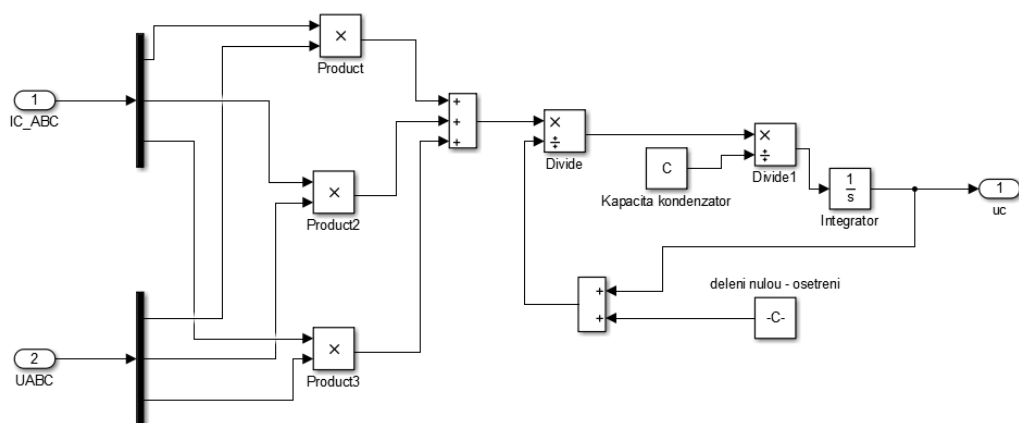 ×
Product
1
IC_ABC
+
+
+
×
÷
Divide
×
÷
Divide1
C
Kapacita kondenzator
1
s
Integrator
1
uc
×
Product2
deleni nulou - osetreni
+
+
-C-
×
Product3
2
UABC